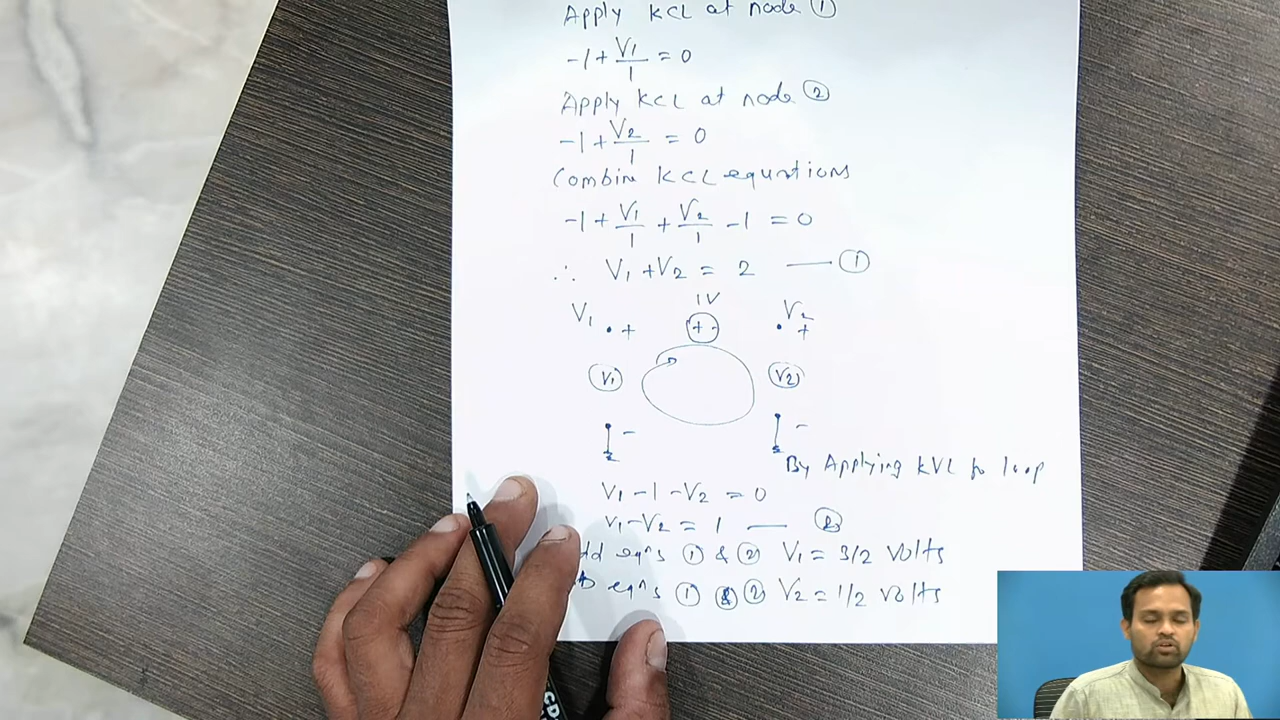 Apply KCL at node ①
-1 + V1/1 = 0
Apply KCL at node ②
-1 + V2/1 = 0
Combine KCL equations
-1 + V1/1 + V2/1 - 1 = 0
∴ V1 + V2 = 2 — ①
1V
V1 + + - V2 +
V1 V2
- -
By Applying KVL to loop
V1 - 1 - V2 = 0
V1 - V2 = 1 — ②
eqns ① & ② V1 = 3/2 Volts
eqns ① & ② V2 = 1/2 volts